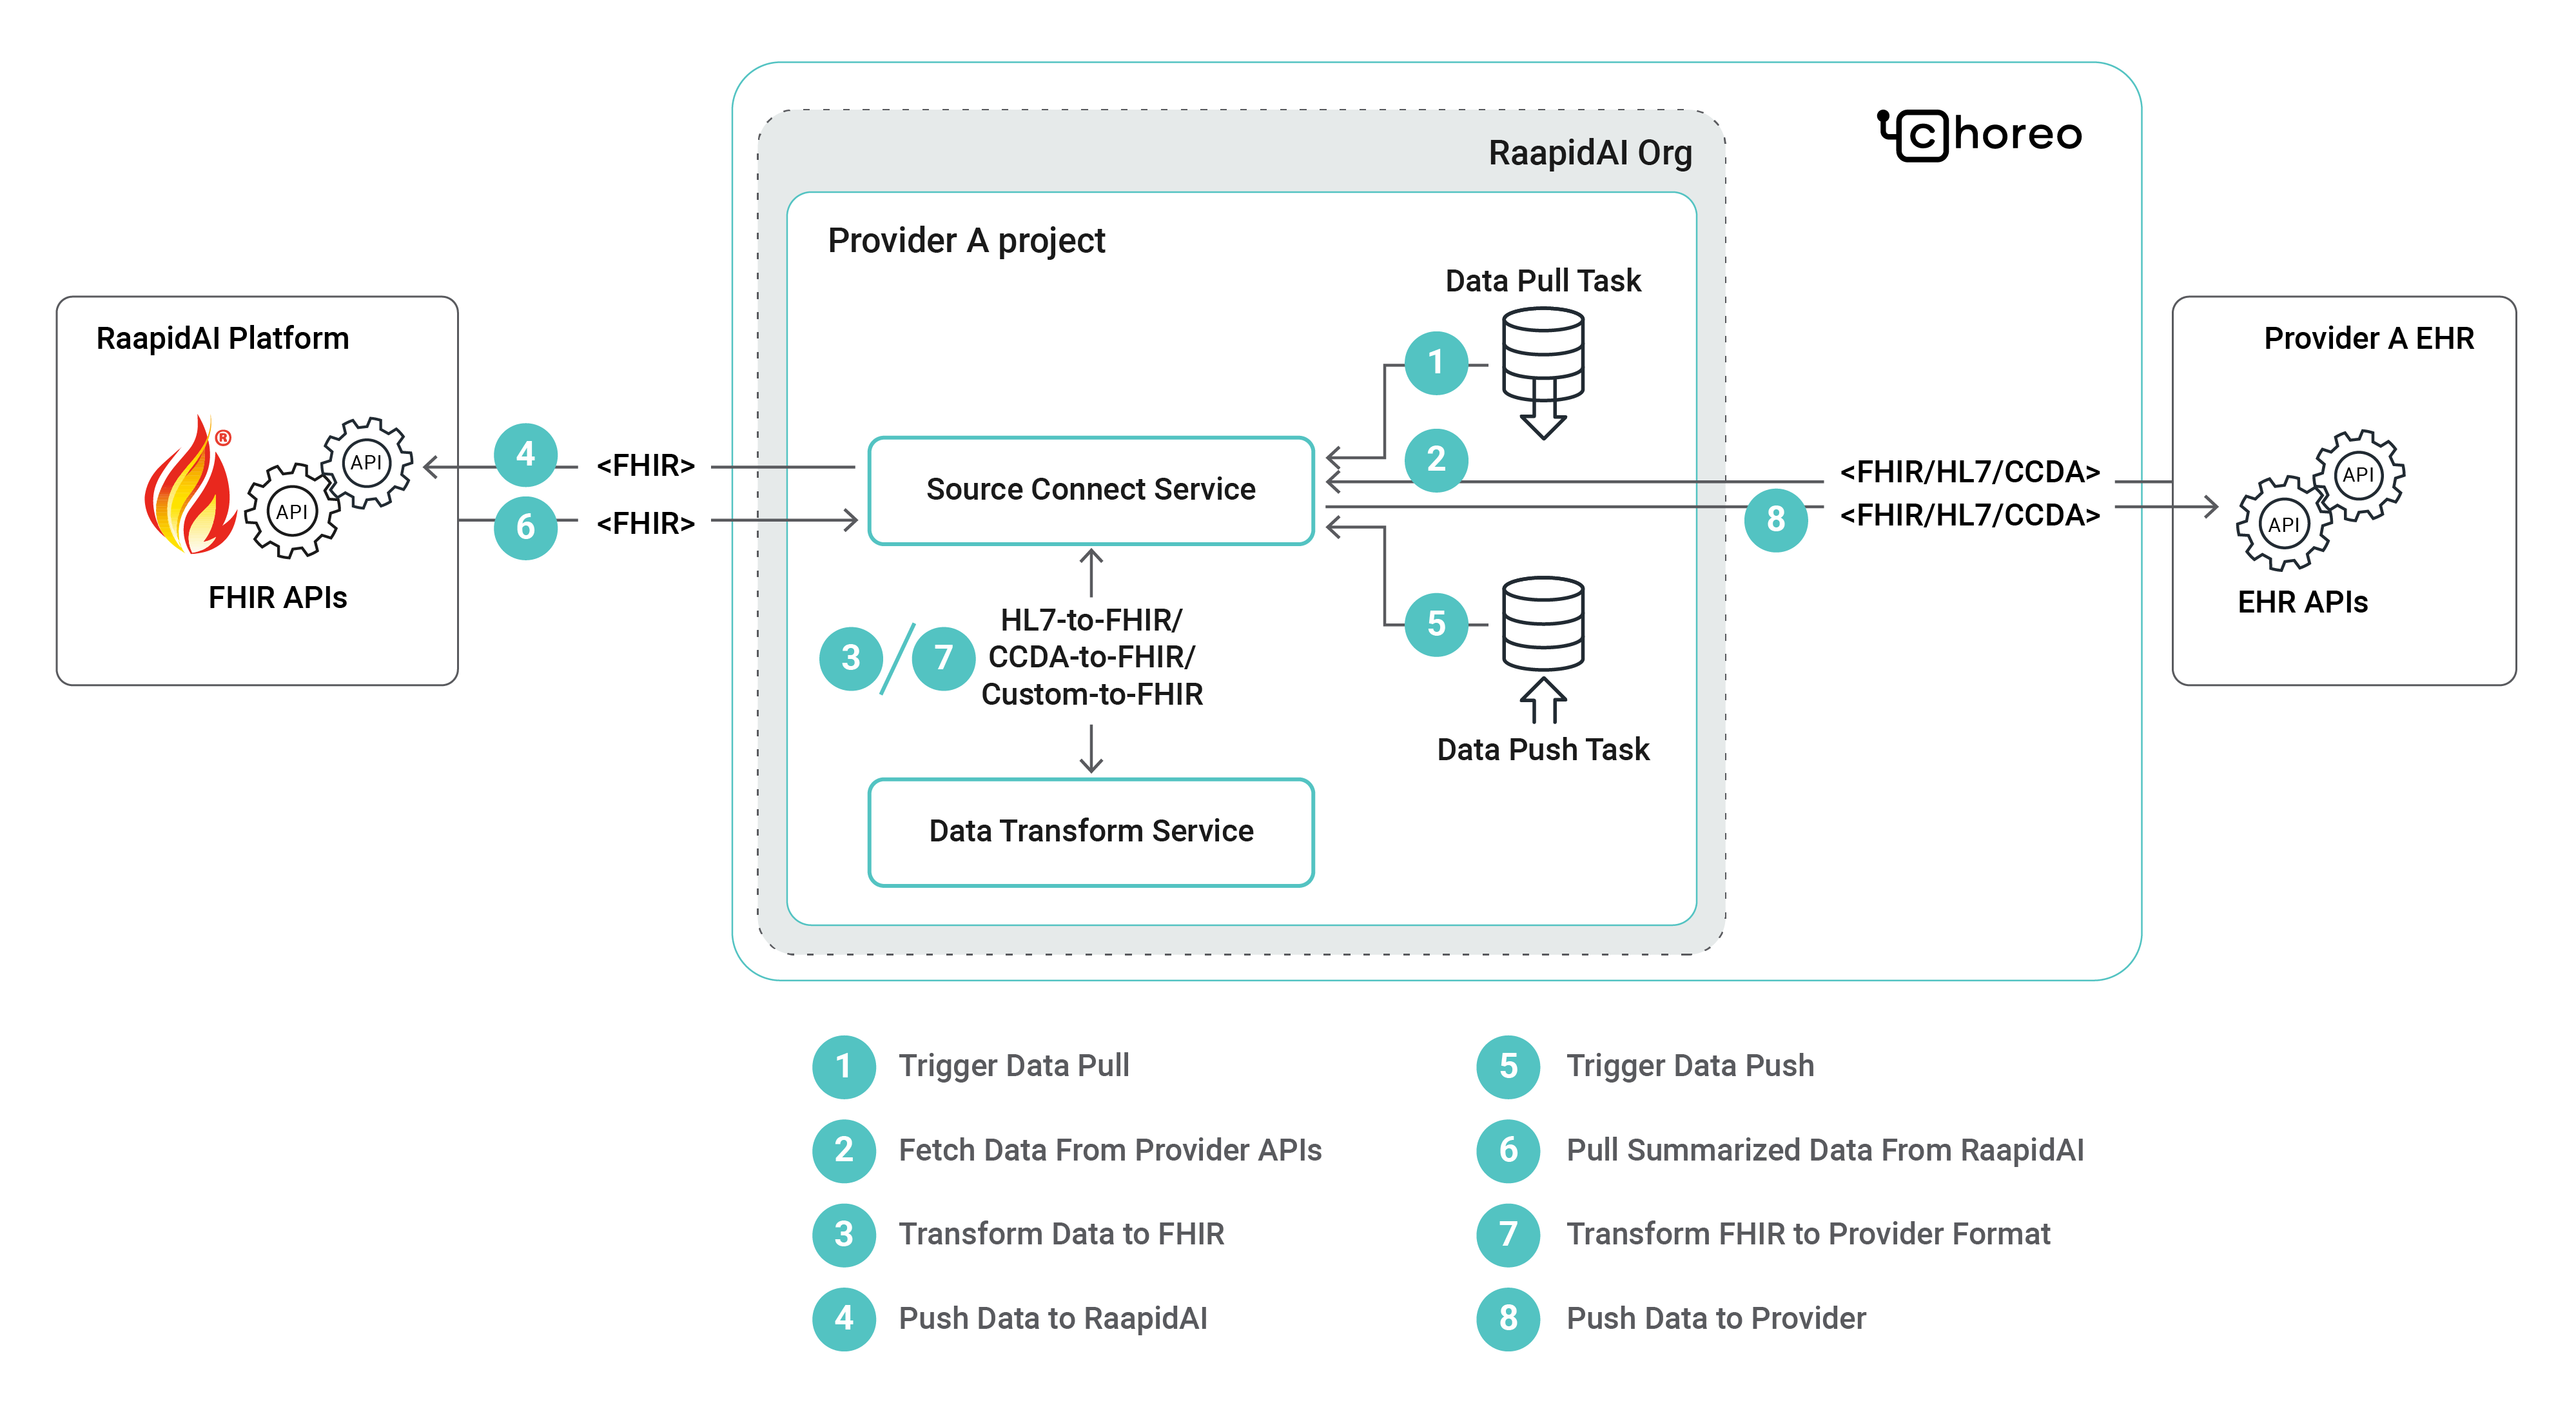 choreo
RaapidAI Org
Provider A project
Data Pull Task
RaapidAI Platform
Provider A EHR
1
®
API
API
FHIR APIs
4
<FHIR>
6
<FHIR>
Source Connect Service
2
<FHIR/HL7/CCDA>
8
<FHIR/HL7/CCDA>
API
API
EHR APIs
3 / 7
HL7-to-FHIR/
CCDA-to-FHIR/
Custom-to-FHIR
5
Data Push Task
Data Transform Service
1 Trigger Data Pull
2 Fetch Data From Provider APIs
3 Transform Data to FHIR
4 Push Data to RaapidAI
5 Trigger Data Push
6 Pull Summarized Data From RaapidAI
7 Transform FHIR to Provider Format
8 Push Data to Provider